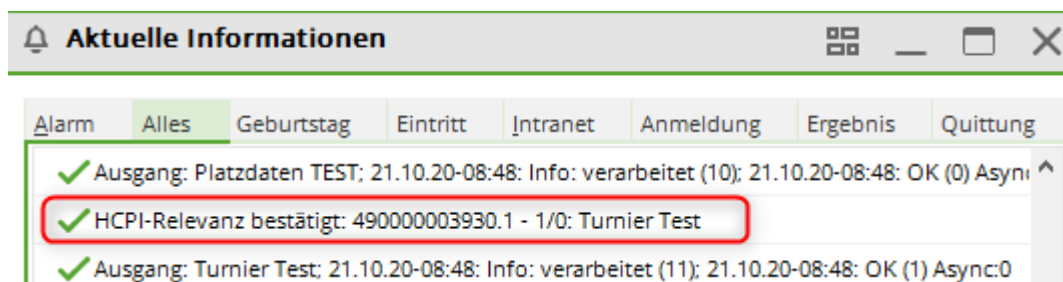 Aktuelle Informationen
Alarm Alles Geburtstag Eintritt Intranet Anmeldung Ergebnis Quittung
Ausgang: Platzdaten TEST; 21.10.20-08:48: Info: verarbeitet (10); 21.10.20-08:48: OK (0) Async
HCPI-Relevanz bestätigt: 490000003930.1 - 1/0: Turnier Test
Ausgang: Turnier Test; 21.10.20-08:48: Info: verarbeitet (11); 21.10.20-08:48: OK (1) Async:0